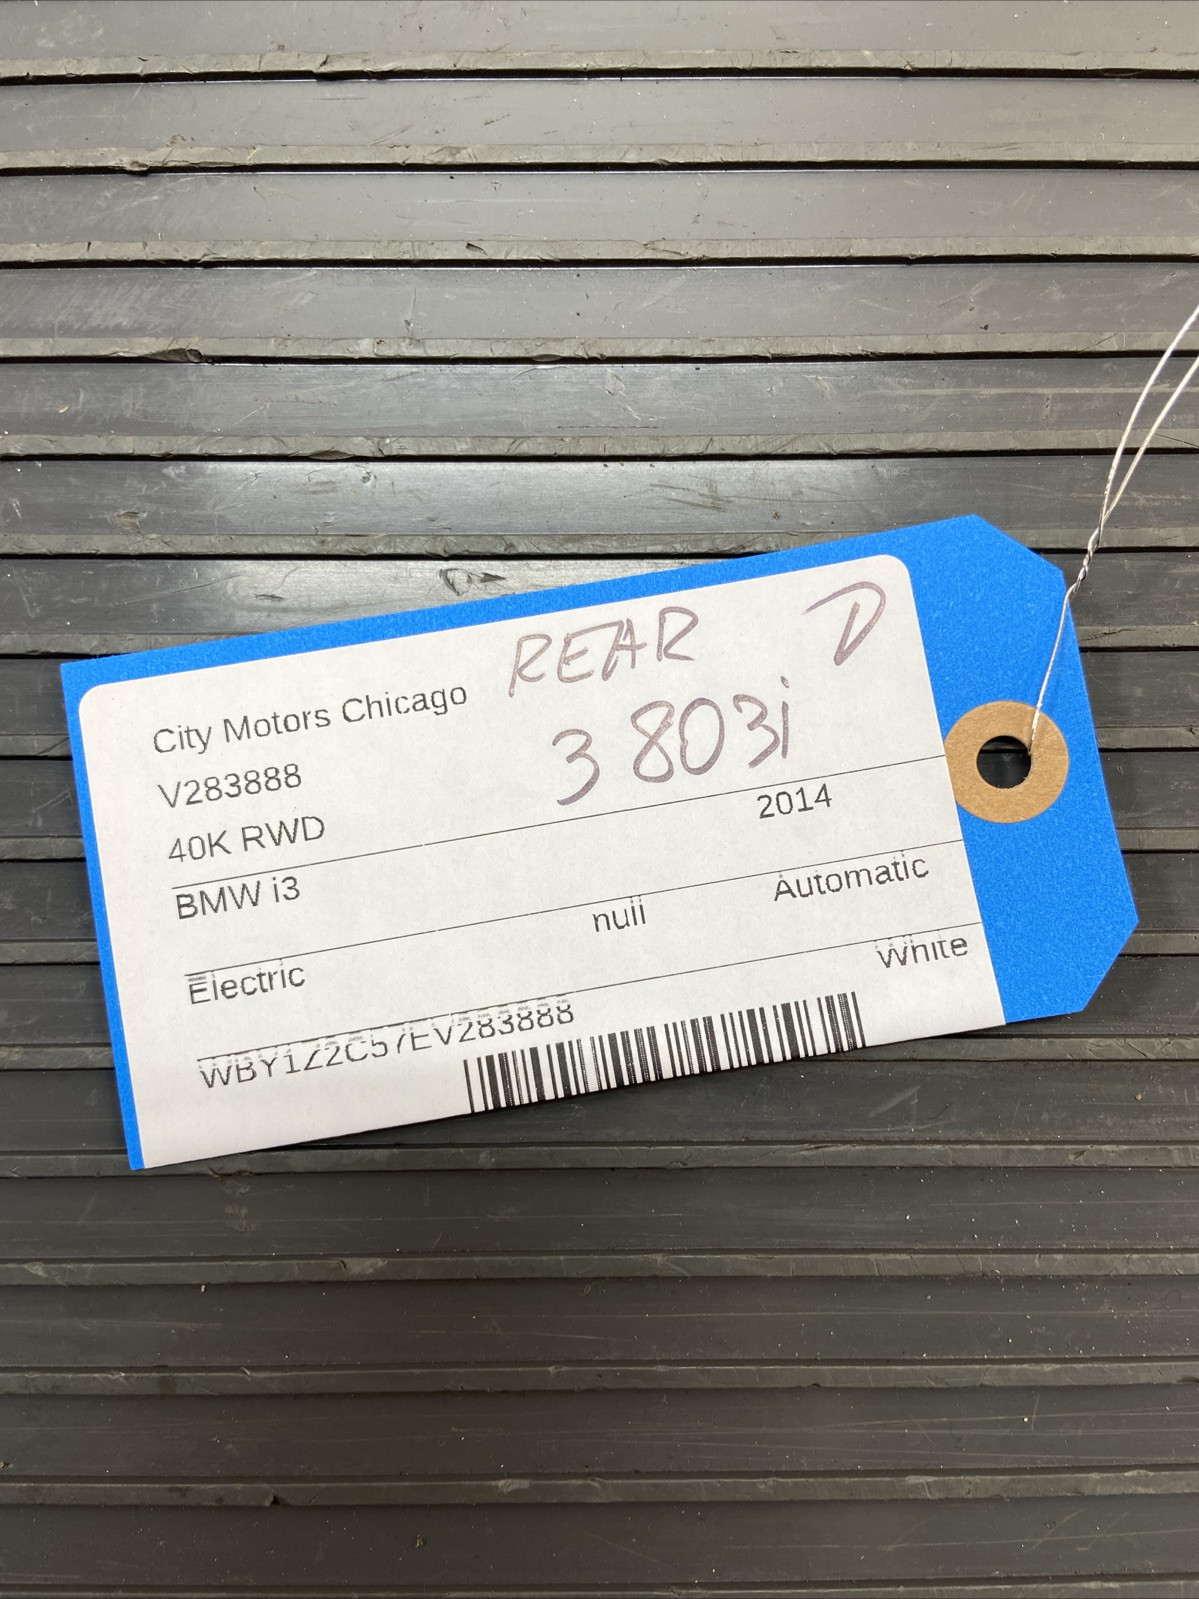 REAR D
City Motors Chicago
3 803i
V283888
40K RWD
2014
BMW i3
Automatic
null
Electric
White
WBY1Z2C57EV283888